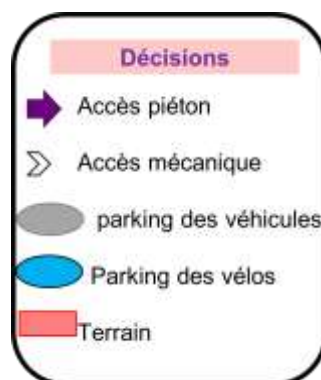 Décisions
Accès piéton
Accès mécanique
parking des véhicules
Parking des vélos
Terrain